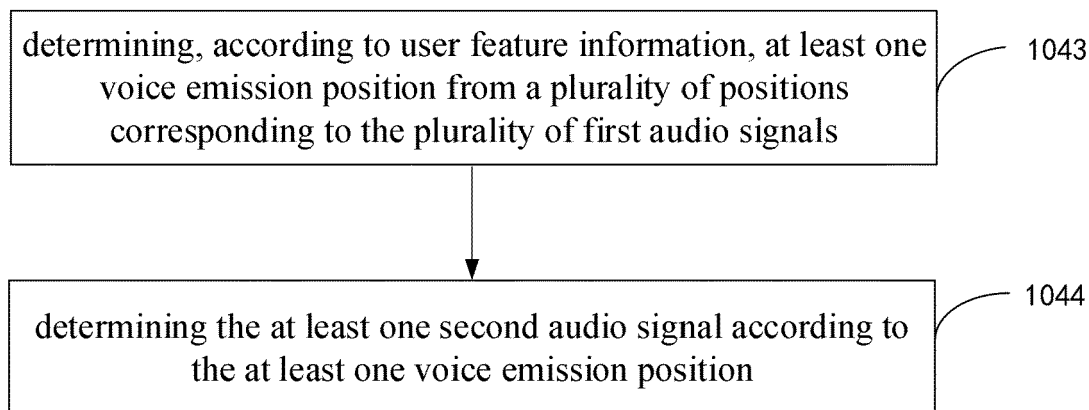 determining, according to user feature information, at least one
voice emission position from a plurality of positions
corresponding to the plurality of first audio signals
1043
determining the at least one second audio signal according to
the at least one voice emission position
1044